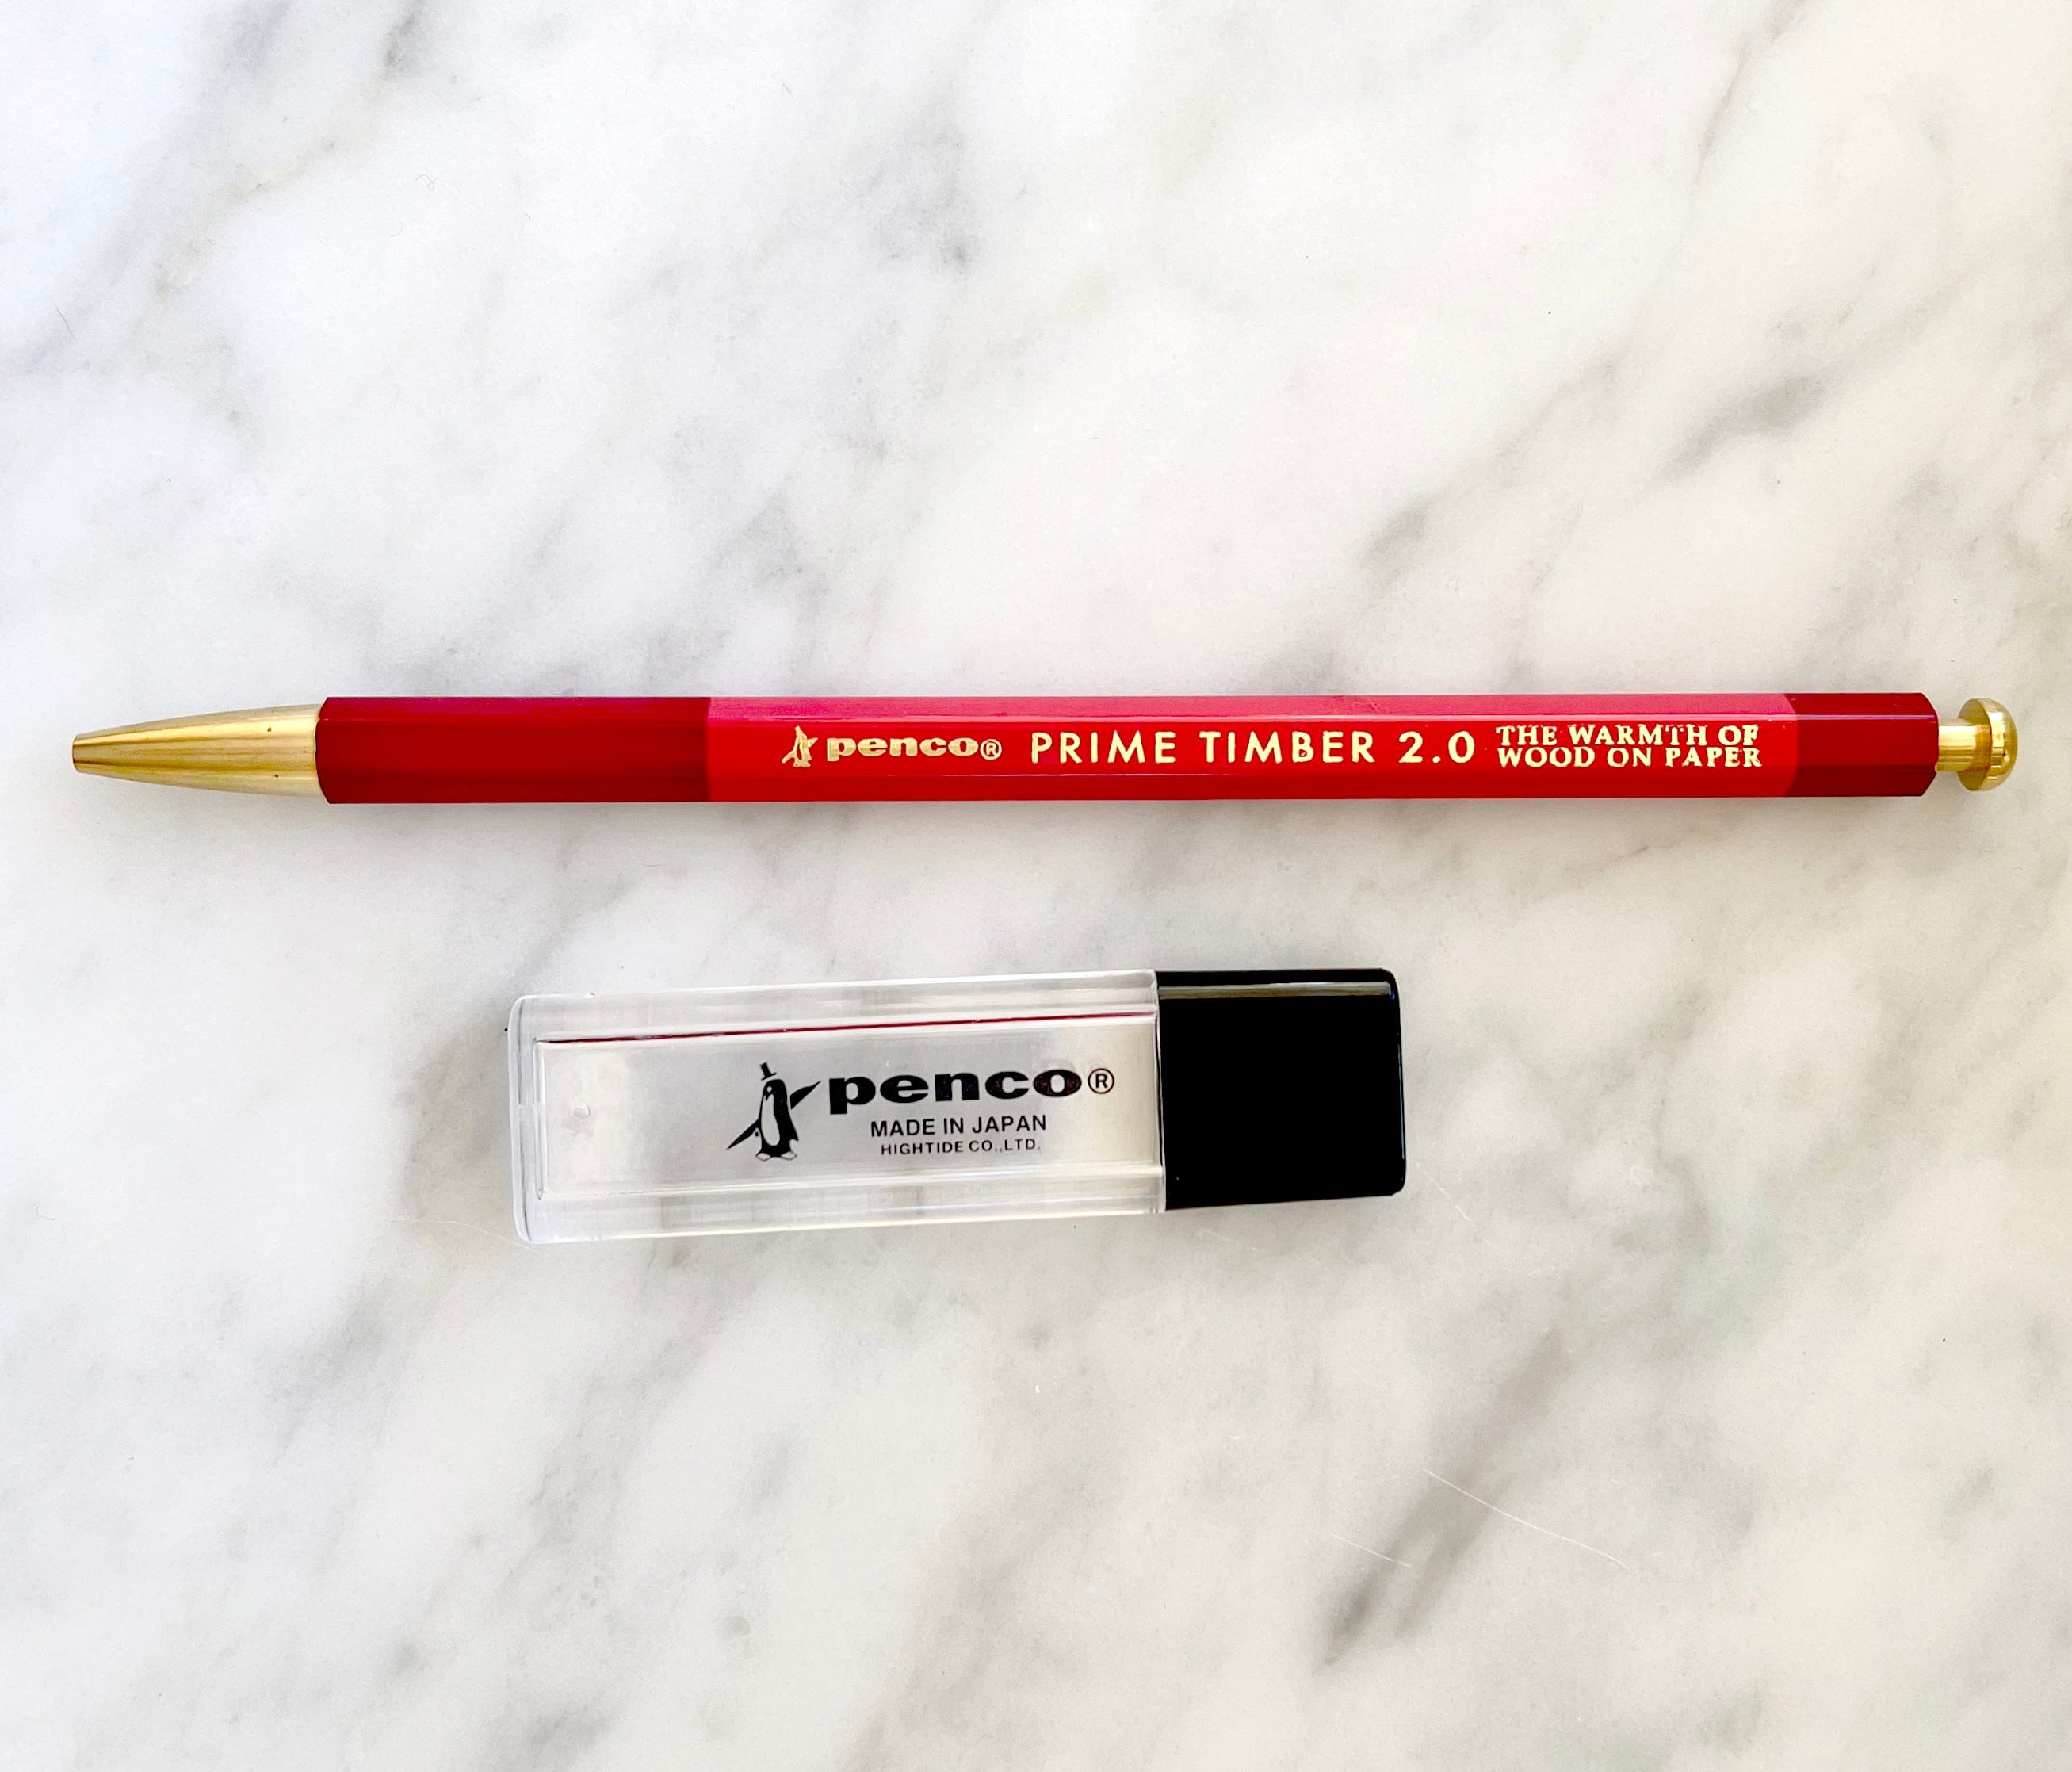 penco® PRIME TIMBER 2.0 THE WARMTH OF
WOOD ON PAPER
penco®
MADE IN JAPAN
HIGHTIDE CO.,LTD.